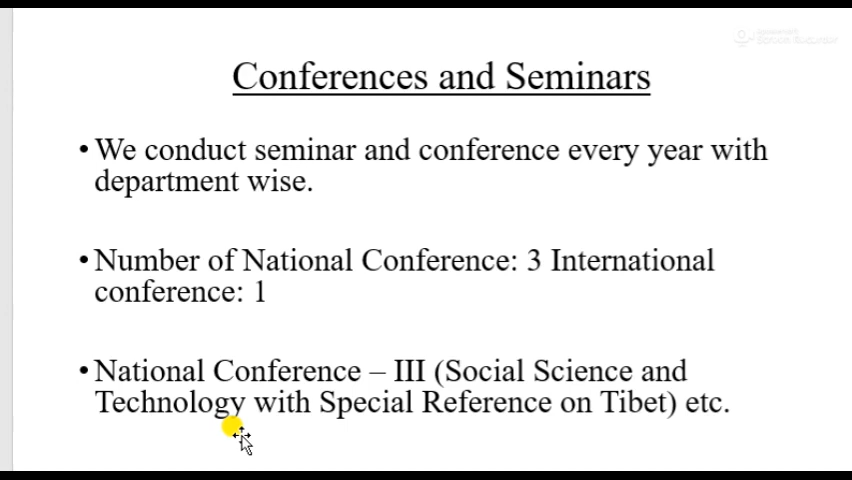 Conferences and Seminars
• We conduct seminar and conference every year with
department wise.
• Number of National Conference: 3 International
conference: 1
• National Conference – III (Social Science and
Technology with Special Reference on Tibet) etc.